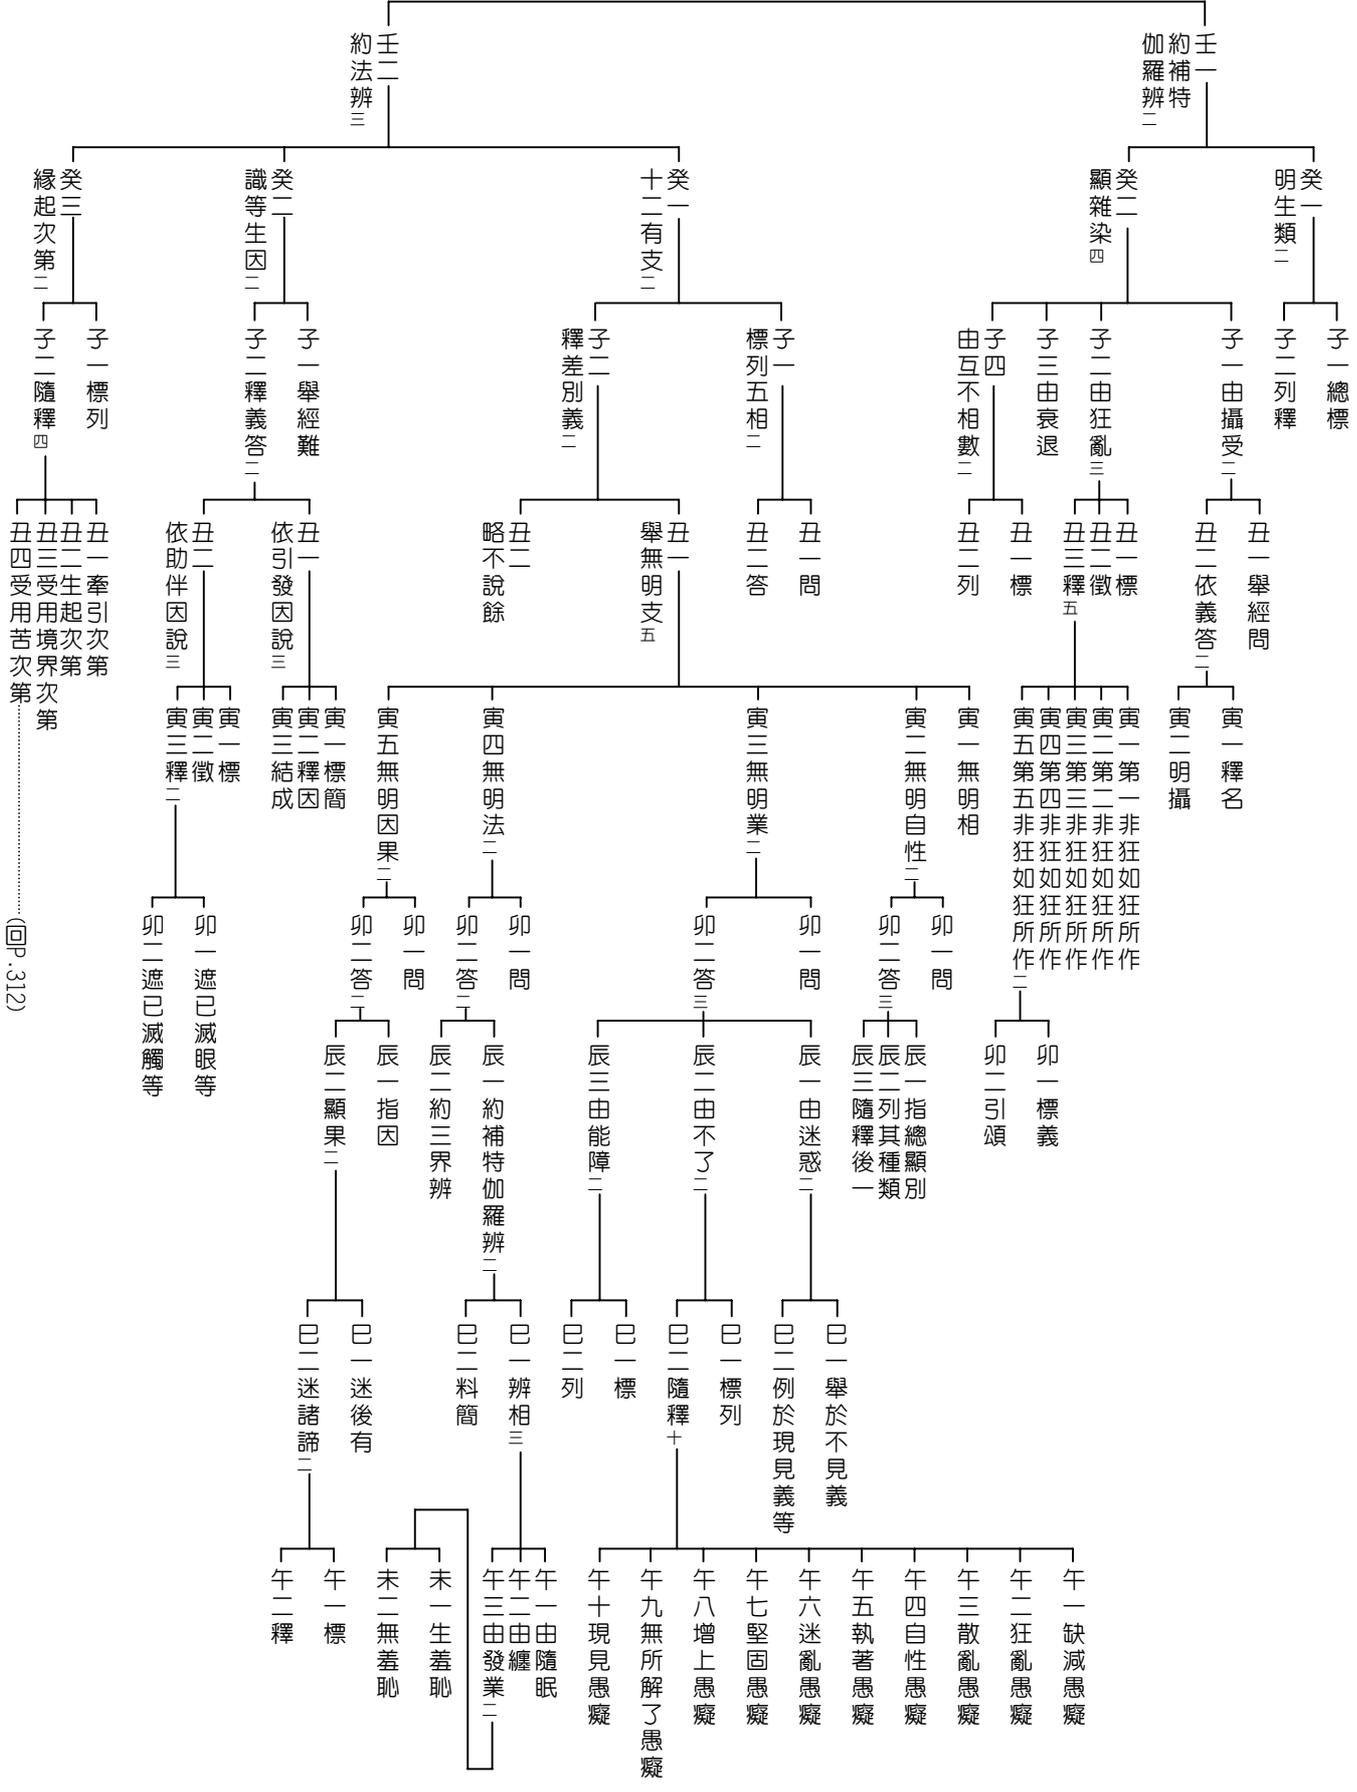 壬一
約補特
伽羅辨二
癸一
明生類二
子一總標
子二列釋
癸二
顯雜染四
子一由攝受二
丑一舉經問
丑二依義答二
寅一釋名
寅二明攝
子二由狂亂三
丑一標
丑二徵
丑三釋五
寅一第一非狂如狂所作
寅二第二非狂如狂所作
寅三第三非狂如狂所作
寅四第四非狂如狂所作
寅五第五非狂如狂所作二
卯一標義
卯二引頌
子三由衰退
子四
由互不相數二
丑一標
丑二列
壬二
約法辨三
癸一
十二有支二
子一
標列五相二
丑一問
丑二答
子二
釋差別義二
丑一
舉無明支五
寅一無明相
寅二無明自性二
卯一問
卯二答三
辰一指總顯別
辰二列其種類
辰三隨釋後一
寅三無明業二
卯一問
卯二答三
辰一由迷惑二
巳一舉於不見義
巳二例於現見義等
辰二由不了二
巳一標列
巳二隨釋十
午一缺減愚癡
午二狂亂愚癡
午三散亂愚癡
午四自性愚癡
午五執著愚癡
午六迷亂愚癡
午七堅固愚癡
午八增上愚癡
午九無所解了愚癡
午十現見愚癡
辰三由能障二
巳一標
巳二列
寅四無明法二
卯一問
卯二答二
辰一約補特伽羅辨二
巳一辨相三
午一由隨眠
午二由纏
午三由發業二
未一生羞恥
未二無羞恥
巳二料簡
辰二約三界辨
寅五無明因果二
卯一問
卯二答二
辰一指因
辰二顯果二
巳一迷後有
巳二迷諸諦二
午一標
午二釋
丑二
略不說餘
癸二
識等生因二
子一舉經難
子二釋義答二
丑一
依引發因說三
寅一標簡
寅二釋因
寅三結成
丑二
依助伴因說三
寅一標
寅二徵
寅三釋二
卯一遮已滅眼等
卯二遮已滅觸等
癸三
緣起次第二
子一標列
子二隨釋四
丑一牽引次第
丑二生起次第
丑三受用境界次第
丑四受用苦次第
(回P.312)